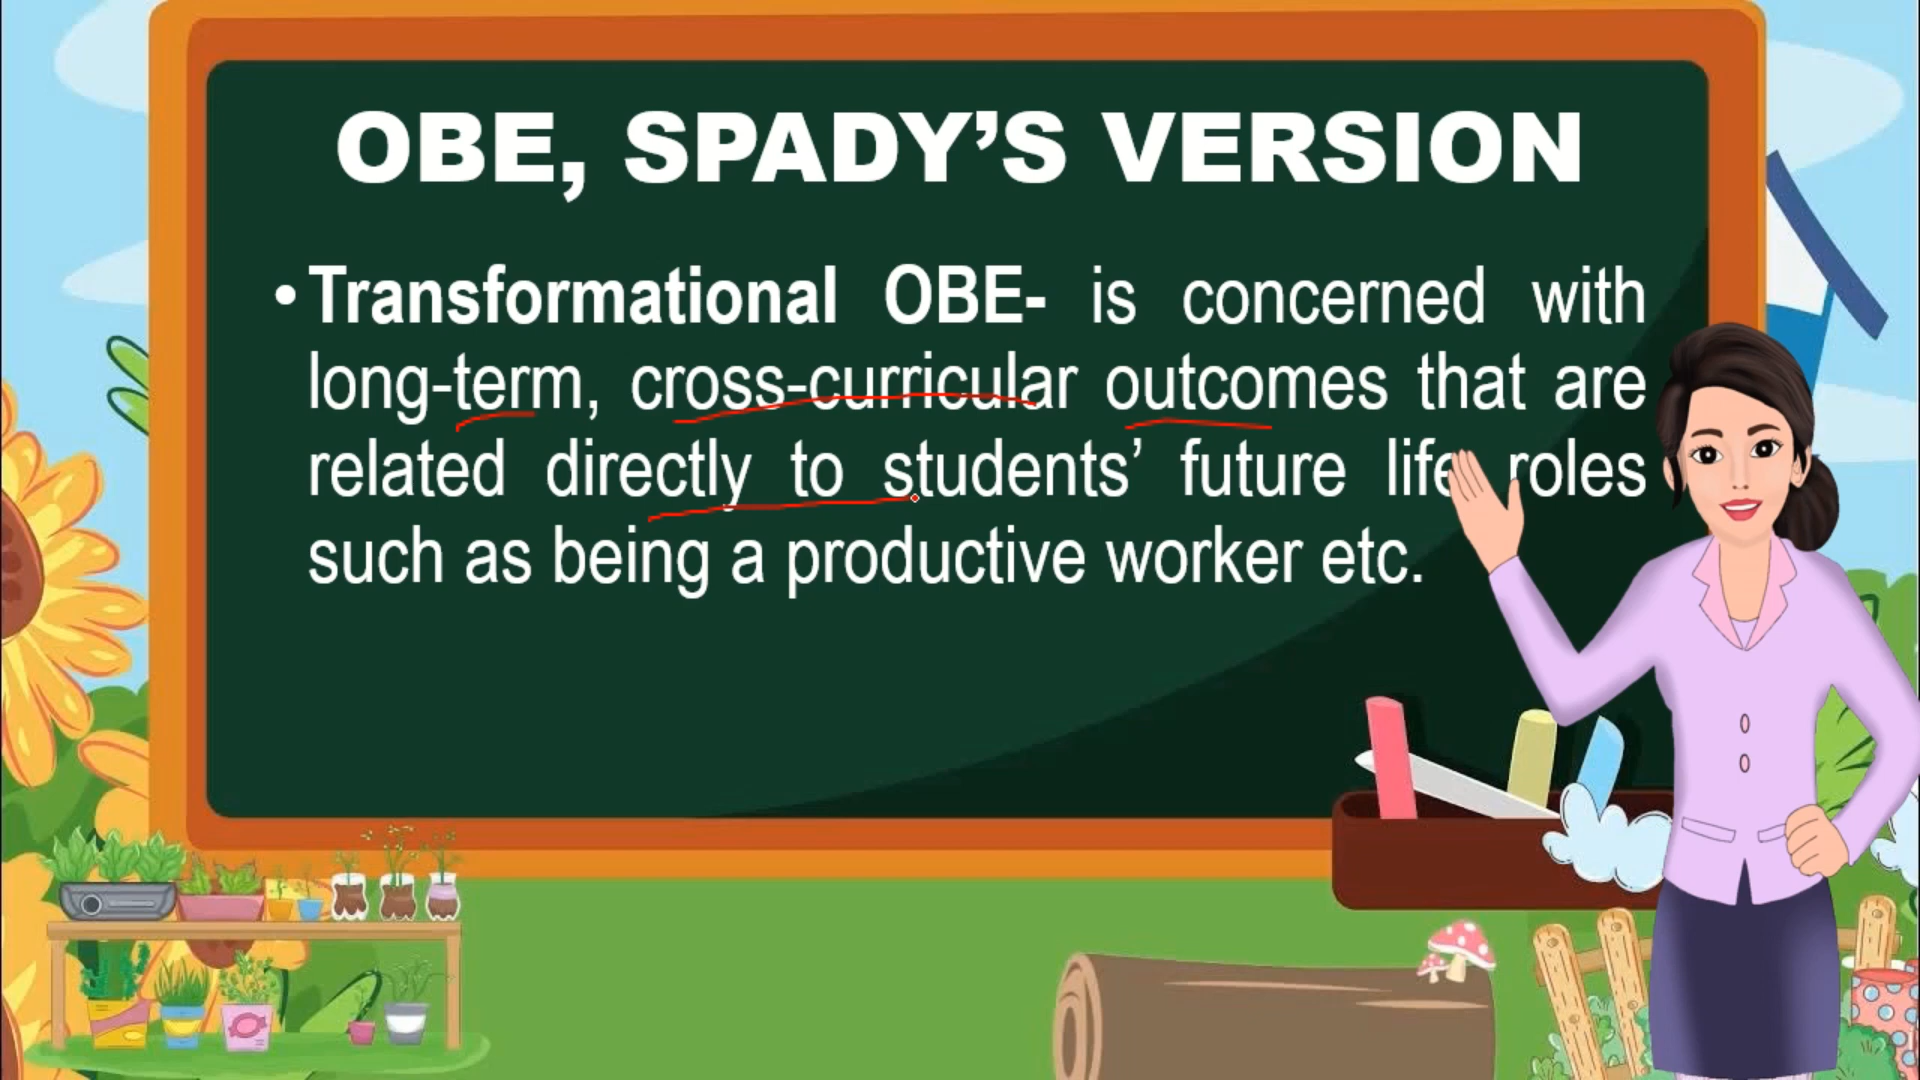 OBE, SPADY’S VERSION
• Transformational OBE- is concerned with
long-term, cross-curricular outcomes that are
related directly to students’ future life roles
such as being a productive worker etc.